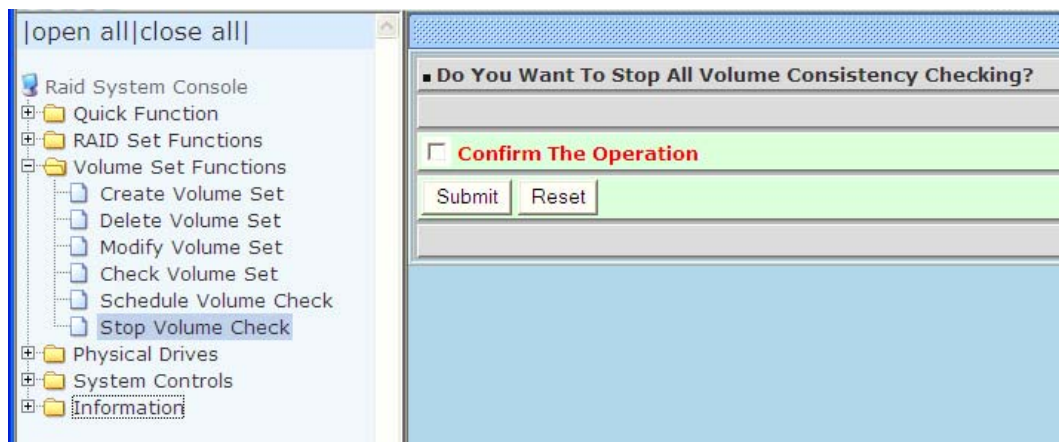 |open all|close all|
Raid System Console
Quick Function
RAID Set Functions
Volume Set Functions
Create Volume Set
Delete Volume Set
Modify Volume Set
Check Volume Set
Schedule Volume Check
Stop Volume Check
Physical Drives
System Controls
Information
Do You Want To Stop All Volume Consistency Checking?
Confirm The Operation
Submit Reset